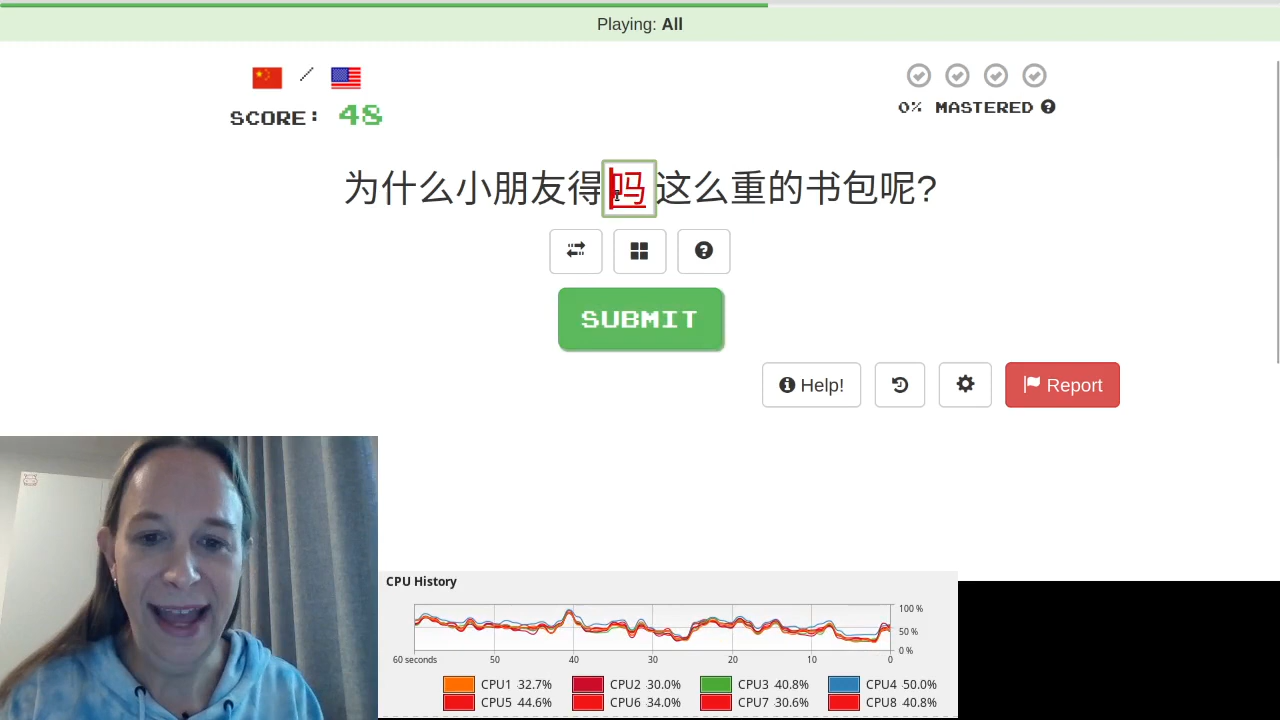 Playing: All
SCORE: 48
0% MASTERED
为什么小朋友得吗这么重的书包呢?
SUBMIT
Help!
Report
CPU History
100 %
50 %
0 %
60 seconds 50 40 30 20 10 0
CPU1 32.7% CPU2 30.0% CPU3 40.8% CPU4 50.0%
CPU5 44.6% CPU6 34.0% CPU7 30.6% CPU8 40.8%